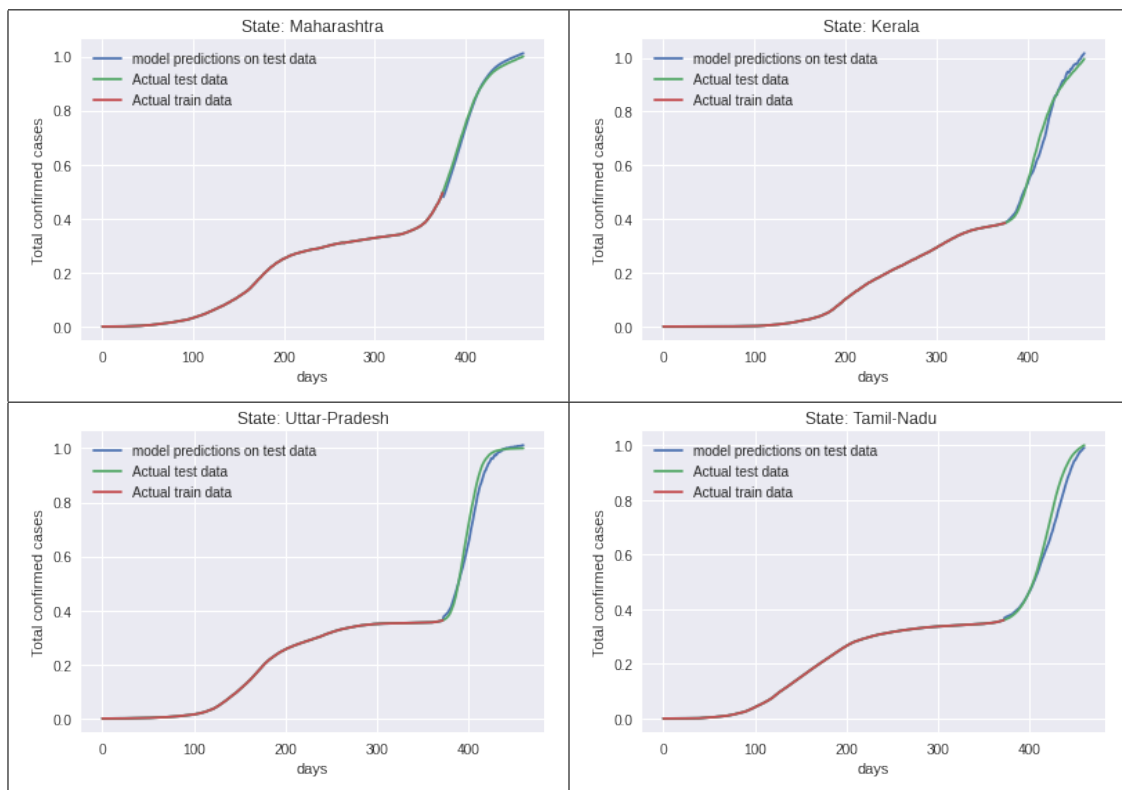 State: Maharashtra
model predictions on test data
Actual test data
Actual train data
Total confirmed cases
1.0
0.8
0.6
0.4
0.2
0.0
0 100 200 300 400
days
State: Kerala
model predictions on test data
Actual test data
Actual train data
Total confirmed cases
1.0
0.8
0.6
0.4
0.2
0.0
0 100 200 300 400
days
State: Uttar-Pradesh
model predictions on test data
Actual test data
Actual train data
Total confirmed cases
1.0
0.8
0.6
0.4
0.2
0.0
0 100 200 300 400
days
State: Tamil-Nadu
model predictions on test data
Actual test data
Actual train data
Total confirmed cases
1.0
0.8
0.6
0.4
0.2
0.0
0 100 200 300 400
days